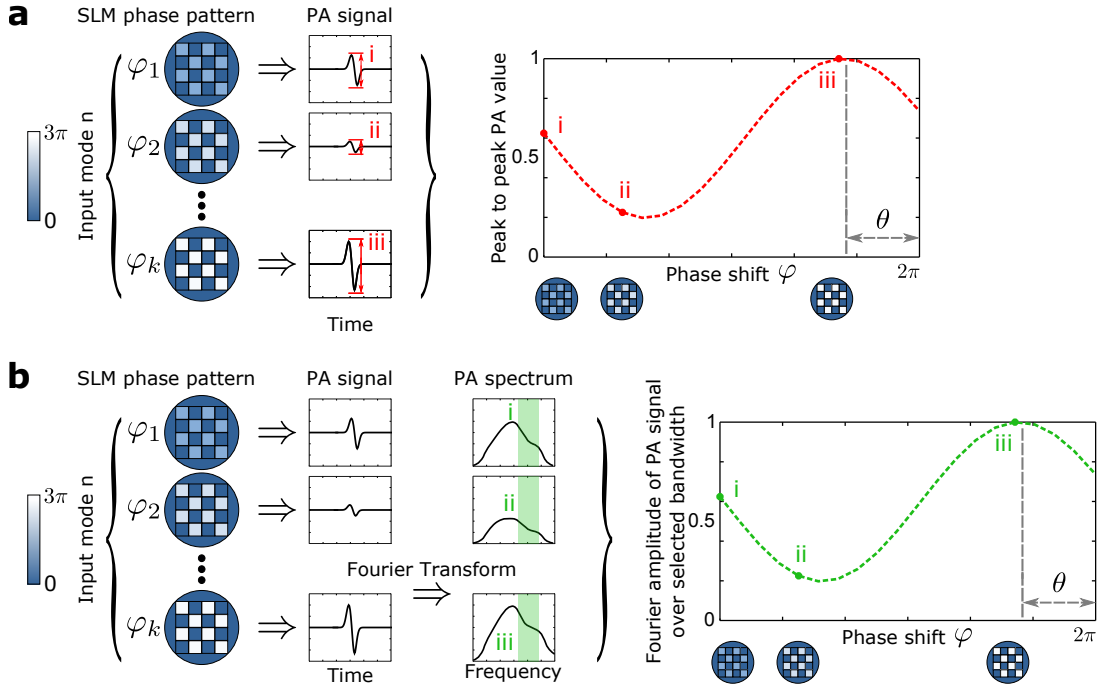 a
SLM phase pattern
PA signal
Input mode n
3π
0
φ1
φ2
φk
i
ii
iii
Time
Peak to peak PA value
1
0.5
0
i
ii
iii
θ
Phase shift φ
2π
b
SLM phase pattern
PA signal
PA spectrum
Input mode n
3π
0
φ1
φ2
φk
i
ii
iii
Fourier Transform
Time
Frequency
Fourier amplitude of PA signal
over selected bandwidth
1
0.5
0
i
ii
iii
θ
Phase shift φ
2π